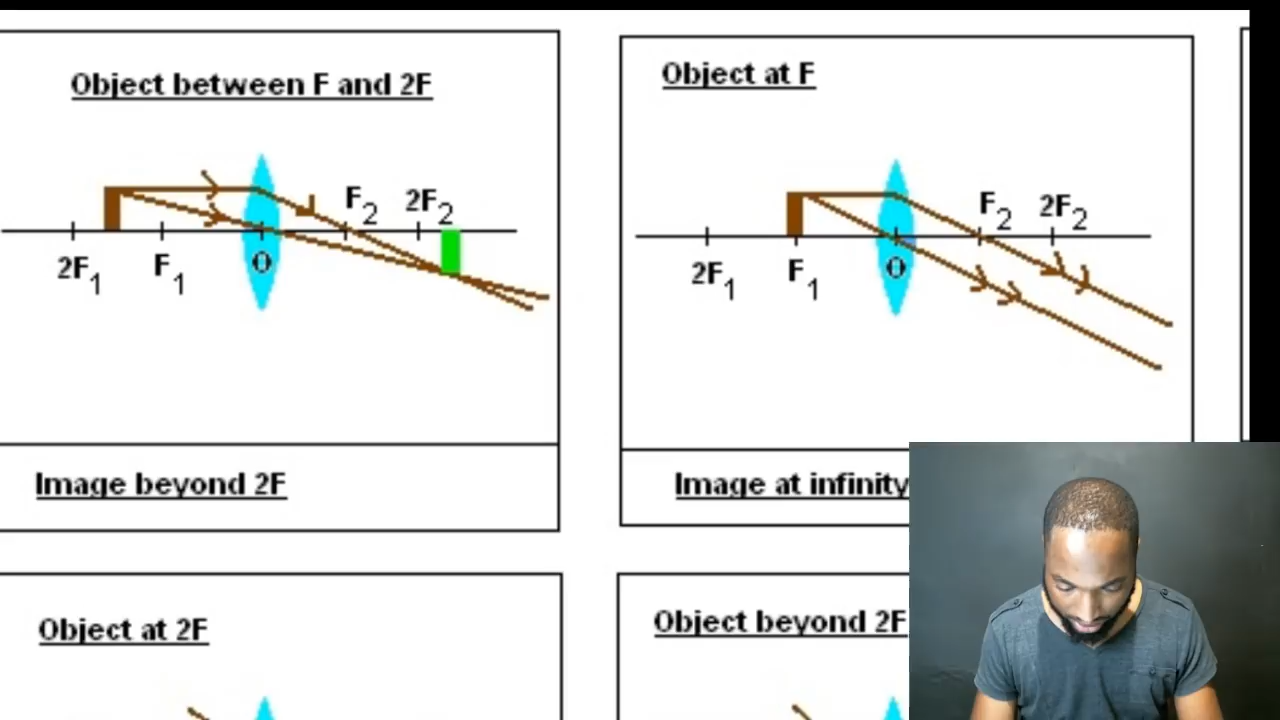 Object between F and 2F
F2 2F2
2F1 F1 O
Image beyond 2F
Object at F
F2 2F2
2F1 F1 O
Image at infinity
Object at 2F
Object beyond 2F